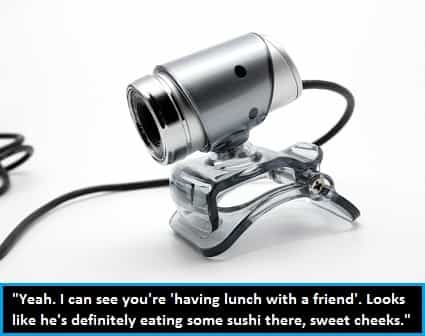 "Yeah. I can see you're 'having lunch with a friend'. Looks
like he's definitely eating some sushi there, sweet cheeks."